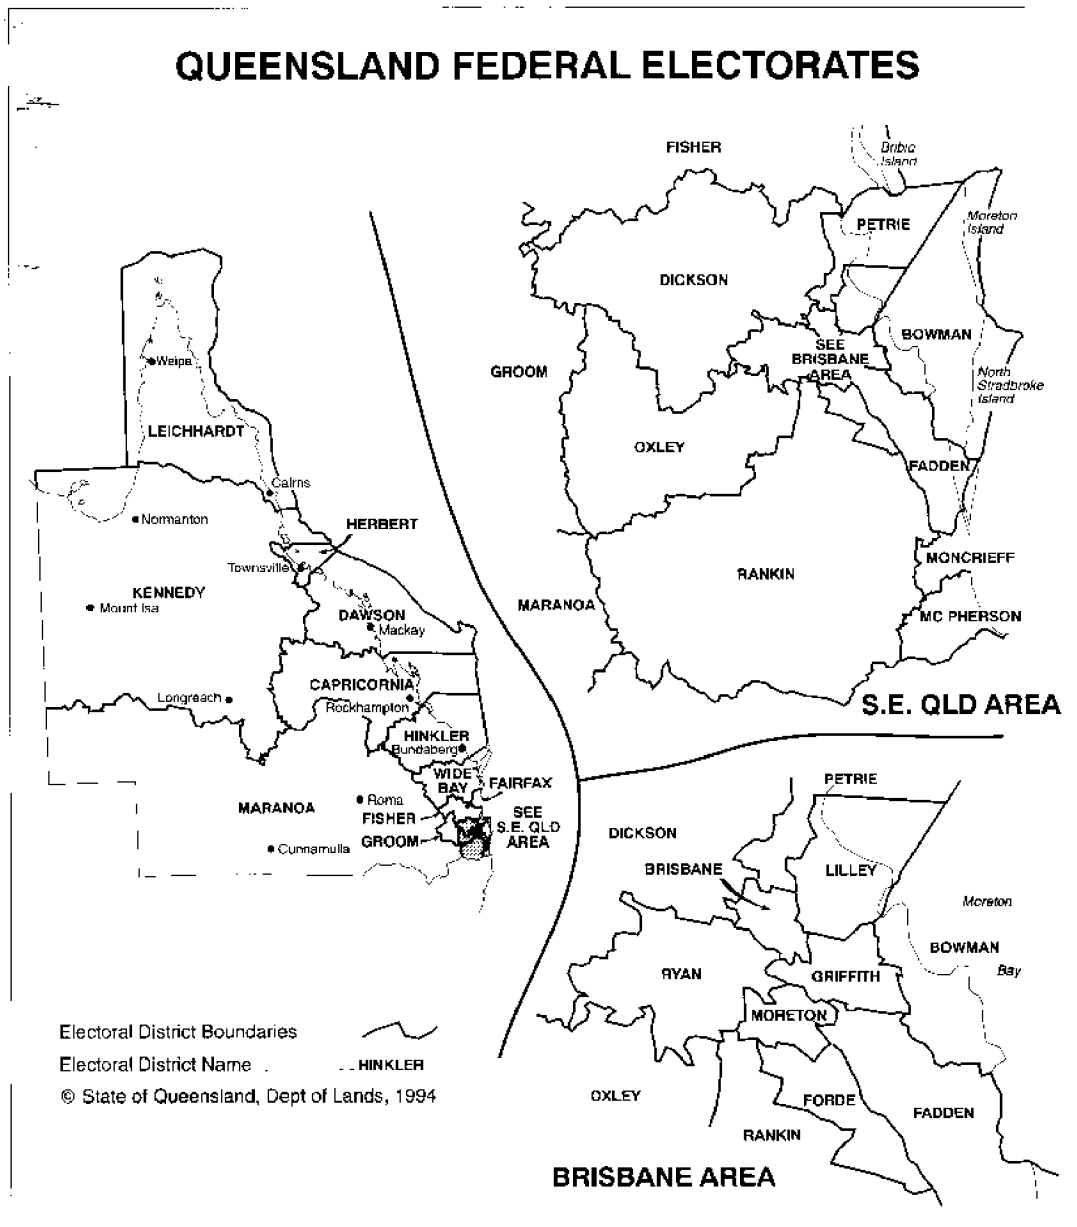 QUEENSLAND FEDERAL ELECTORATES
FISHER
Bribie
Island
PETRIE
Moreton
Island
DICKSON
BOWMAN
SEE
BRISBANE
AREA
GROOM
North
Stradbroke
Island
OXLEY
FADDEN
MONCRIEFF
RANKIN
MARANOA
MC PHERSON
S.E. QLD AREA
Weipa
LEICHHARDT
Cairns
Normanton
HERBERT
Townsville
KENNEDY
Mount Isa
DAWSON
Mackay
CAPRICORNIA
Longreach
Rockhampton
HINKLER
Bundaberg
WIDE
BAY
FAIRFAX
MARANOA
Roma
FISHER
SEE
S.E. QLD
AREA
GROOM
Cunnamulla
PETRIE
DICKSON
BRISBANE
LILLEY
Moreton
BOWMAN
Bay
RYAN
GRIFFITH
MORETON
OXLEY
FORDE
FADDEN
RANKIN
BRISBANE AREA
Electoral District Boundaries
Electoral District Name HINKLER
© State of Queensland, Dept of Lands, 1994